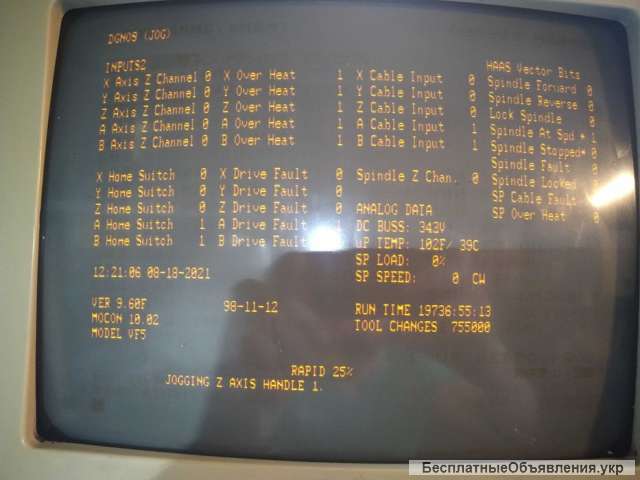 DGNOS (JOG)
INPUTS2 HAAS Vector Bits
X Axis Z Channel 0 X Over Heat 1 X Cable Input 0 Spindle Forward 0
Y Axis Z Channel 0 Y Over Heat 1 Y Cable Input 0 Spindle Reverse 0
Z Axis Z Channel 0 Z Over Heat 1 Z Cable Input 0 Lock Spindle 0
A Axis Z Channel 0 A Over Heat 1 A Cable Input 1 Spindle At Spd * 1
B Axis Z Channel 0 B Over Heat 1 B Cable Input 1 Spindle Stopped* 0
Spindle Fault 0
X Home Switch 0 X Drive Fault 0 Spindle Z Chan. 0 Spindle Locked 0
Y Home Switch 0 Y Drive Fault 0 SP Cable Fault
Z Home Switch 0 Z Drive Fault 0 ANALOG DATA SP Over Heat 0
A Home Switch 1 A Drive Fault 1 DC BUSS: 343V
B Home Switch 1 B Drive Fault 1 uP TEMP: 102F/ 39C
SP LOAD: 0%
12:21:06 08-18-2021 SP SPEED: 0 CW
VER 9.60F 98-11-12 RUN TIME 19736:55:13
MOCON 10.02 TOOL CHANGES 755000
MODEL VF5
RAPID 25%
JOGGING Z AXIS HANDLE 1.
БесплатныеОбъявления.укр